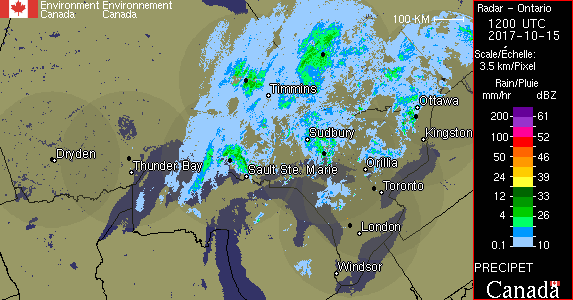 Environment Environnement
Canada Canada
100 KM
Timmins
Ottawa
Sudbury
Kingston
Dryden
Thunder Bay
Sault Ste. Marie
Orillia
Toronto
London
Windsor
Radar - Ontario
1200 UTC
2017-10-15
Scale/Échelle:
3.5 km/Pixel
Rain/Pluie
mm/hr dBZ
200 61
100 52
50 46
24 39
12 33
4 26
0.1 10
PRECIPET
Canada